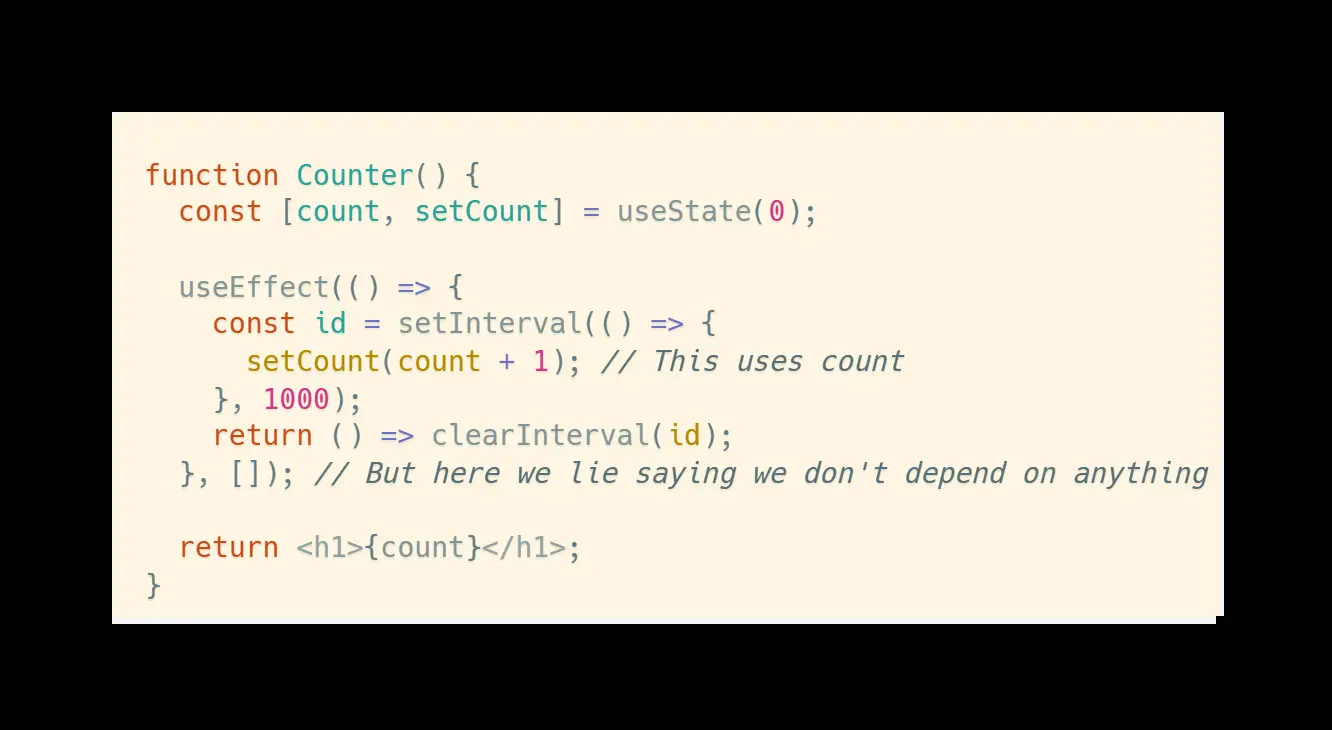 function Counter() {
  const [count, setCount] = useState(0);

  useEffect(() => {
    const id = setInterval(() => {
      setCount(count + 1); // This uses count
    }, 1000);
    return () => clearInterval(id);
  }, []); // But here we lie saying we don't depend on anything

  return <h1>{count}</h1>;
}